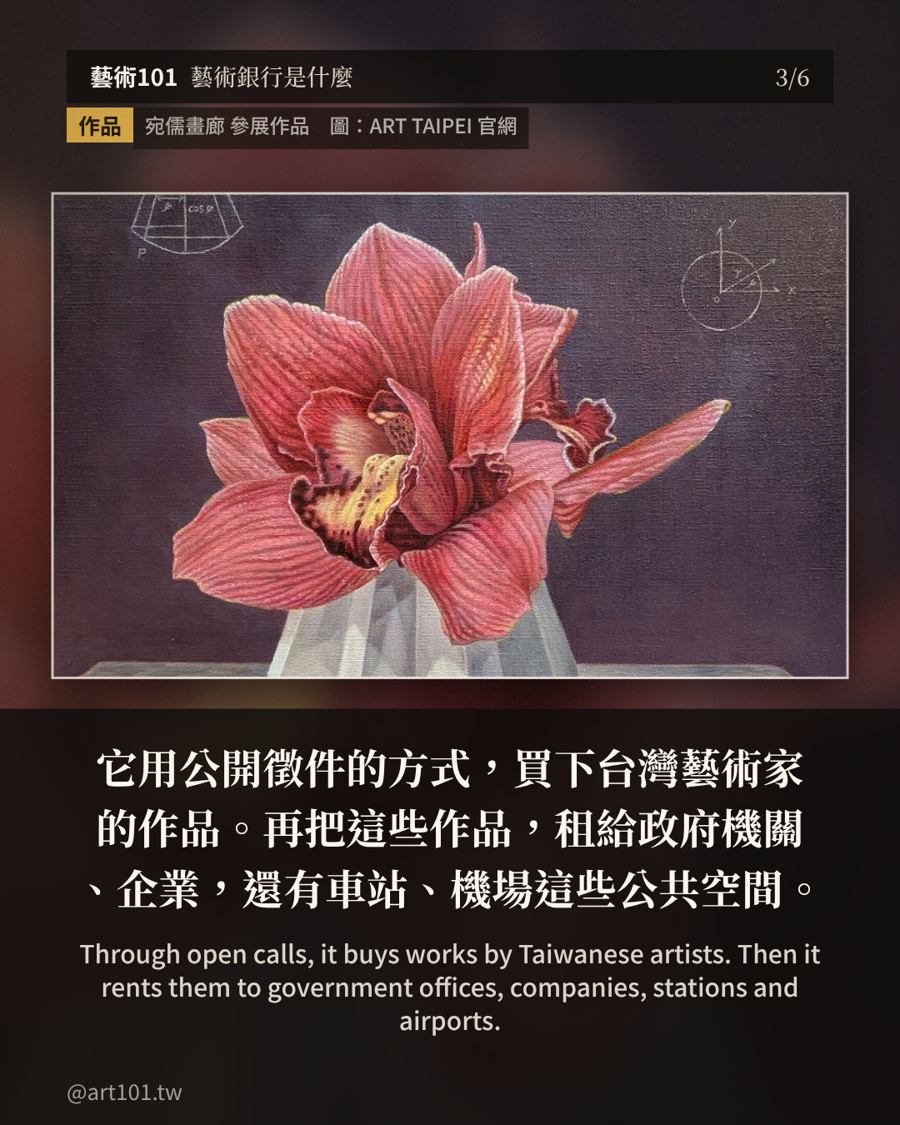 藝術101 藝術銀行是什麼 3/6
作品 宛儒畫廊 參展作品 圖：ART TAIPEI 官網
φ cosφ
P
y
r
o
x
它用公開徵件的方式，買下台灣藝術家
的作品。再把這些作品，租給政府機關
、企業，還有車站、機場這些公共空間。
Through open calls, it buys works by Taiwanese artists. Then it
rents them to government offices, companies, stations and
airports.
@art101.tw